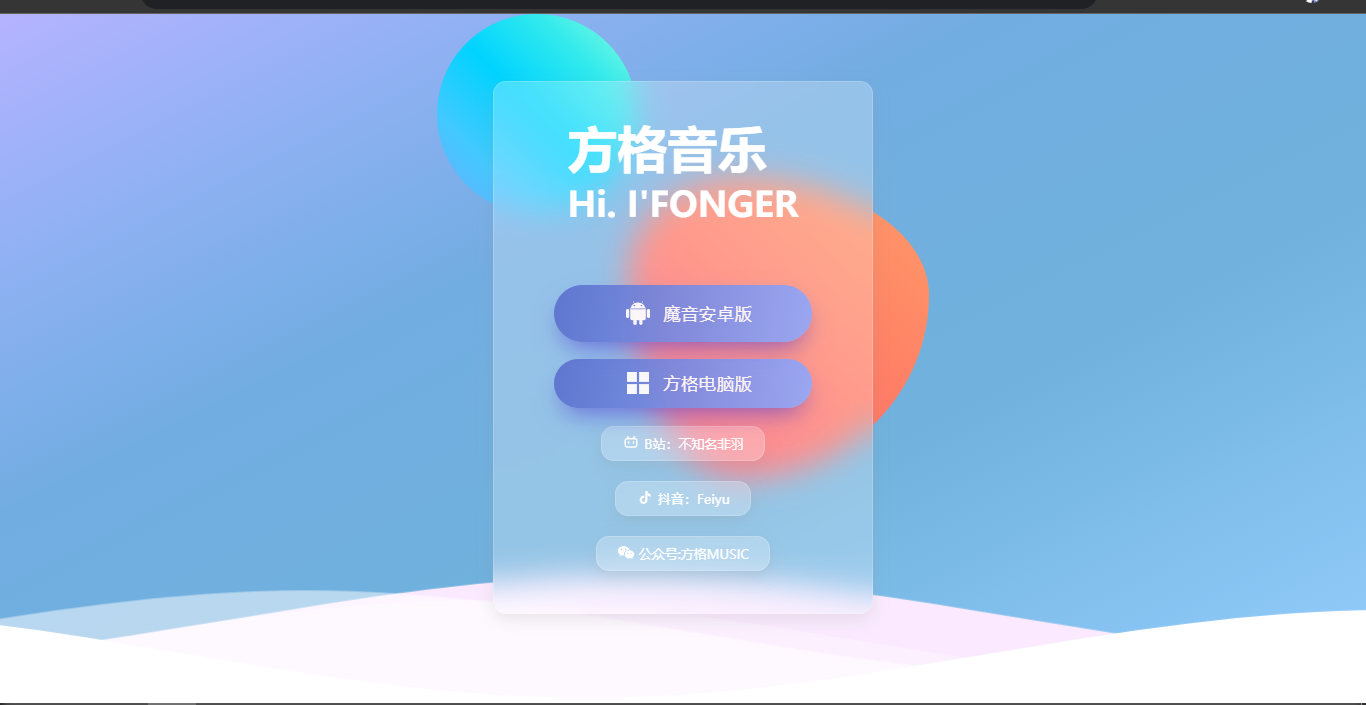 方格音乐
Hi. I'FONGER
魔音安卓版
方格电脑版
B站：不知名非羽
抖音：Feiyu
公众号:方格MUSIC